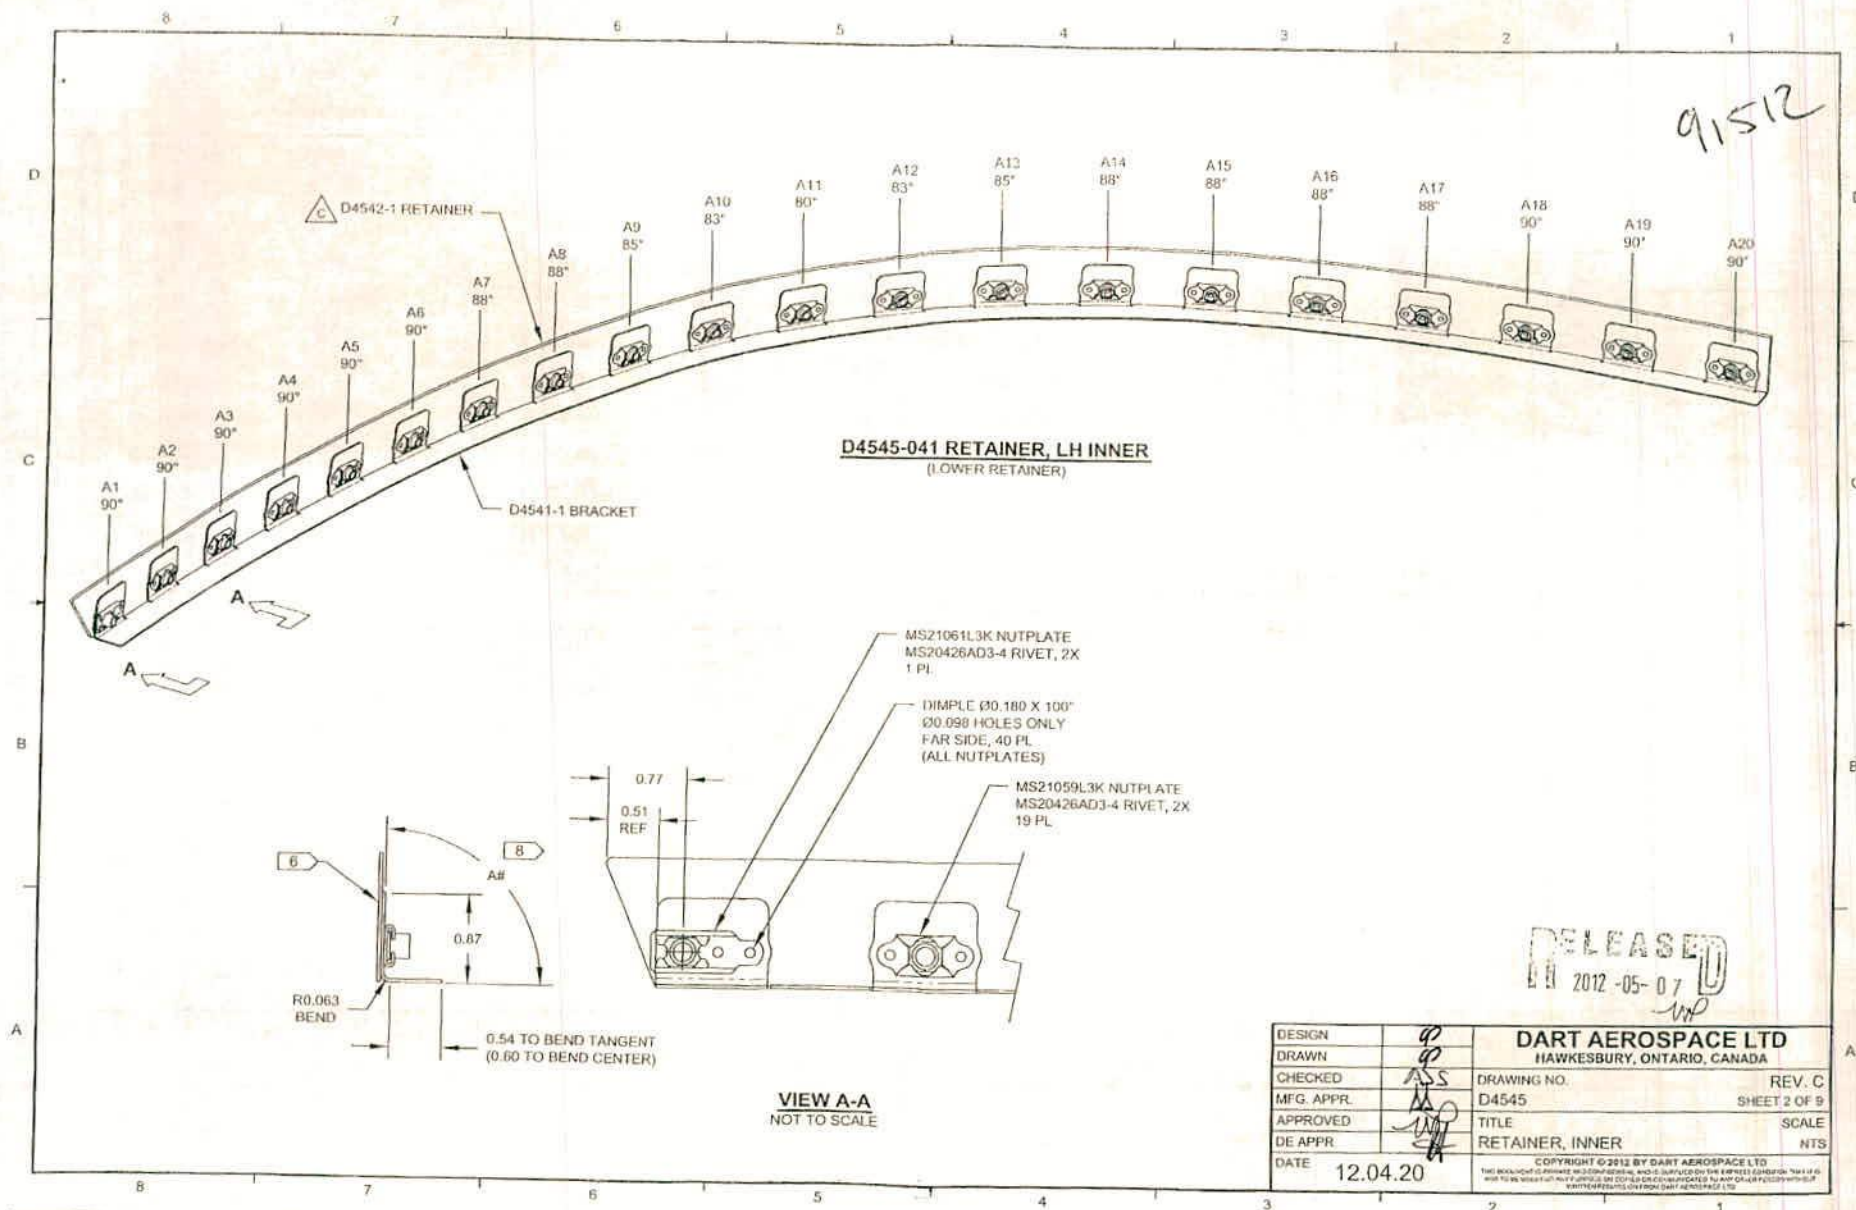 8 7 6 5 4 3 2 1
91512
D
C
B
A
C D4542-1 RETAINER
A1
90°
A2
90°
A3
90°
A4
90°
A5
90°
A6
90°
A7
88°
A8
88°
A9
85°
A10
83°
A11
80°
A12
83°
A13
85°
A14
88°
A15
88°
A16
88°
A17
88°
A18
90°
A19
90°
A20
90°
D4541-1 BRACKET
D4545-041 RETAINER, LH INNER
(LOWER RETAINER)
A
A
MS21061L3K NUTPLATE
MS20426AD3-4 RIVET, 2X
1 PL
DIMPLE Ø0.180 X 100°
Ø0.098 HOLES ONLY
FAR SIDE, 40 PL
(ALL NUTPLATES)
MS21059L3K NUTPLATE
MS20426AD3-4 RIVET, 2X
19 PL
0.77
0.51
REF
6
8
A#
0.87
R0.063
BEND
0.54 TO BEND TANGENT
(0.60 TO BEND CENTER)
VIEW A-A
NOT TO SCALE
RELEASED
2012-05-07
DESIGN
DRAWN
CHECKED
MFG. APPR.
APPROVED
DE APPR
DATE 12.04.20
DART AEROSPACE LTD
HAWKESBURY, ONTARIO, CANADA
DRAWING NO. REV. C
D4545 SHEET 2 OF 9
TITLE SCALE
RETAINER, INNER NTS
COPYRIGHT © 2012 BY DART AEROSPACE LTD
8 7 6 5 4 3 2 1